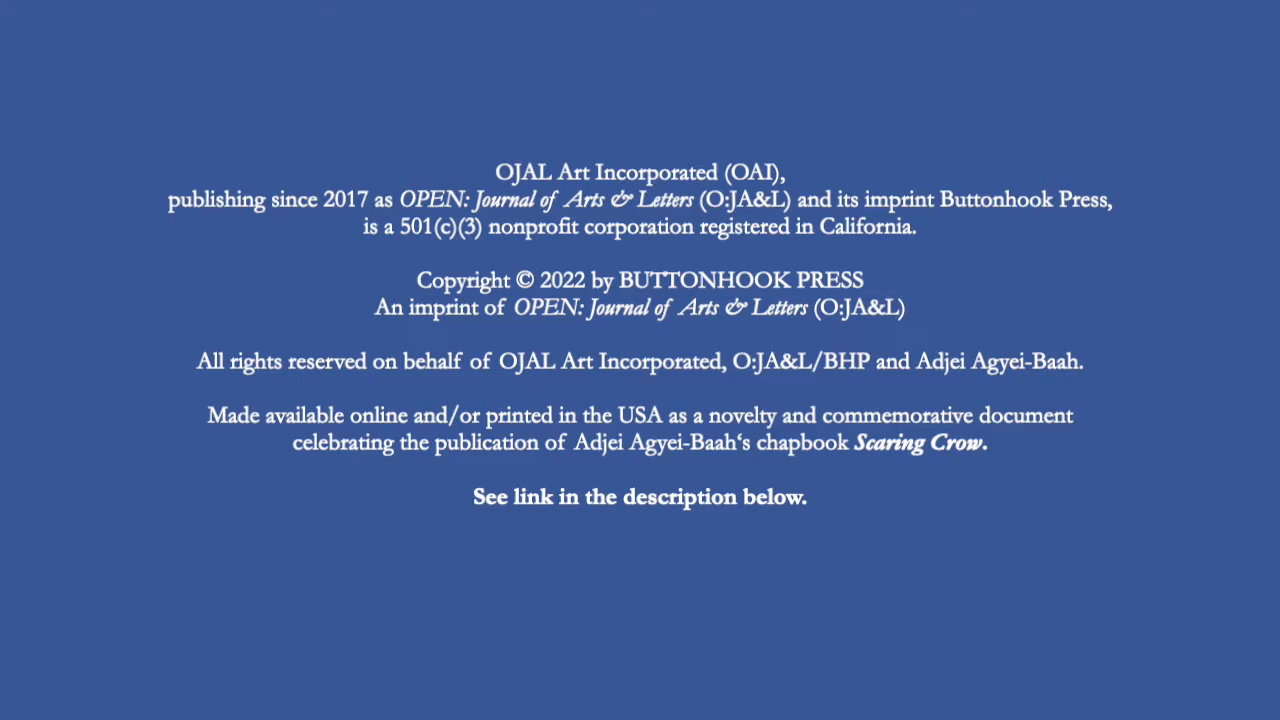 OJAL Art Incorporated (OAI),
publishing since 2017 as OPEN: Journal of Arts & Letters (O:JA&L) and its imprint Buttonhook Press,
is a 501(c)(3) nonprofit corporation registered in California.
Copyright © 2022 by BUTTONHOOK PRESS
An imprint of OPEN: Journal of Arts & Letters (O:JA&L)
All rights reserved on behalf of OJAL Art Incorporated, O:JA&L/BHP and Adjei Agyei-Baah.
Made available online and/or printed in the USA as a novelty and commemorative document
celebrating the publication of Adjei Agyei-Baah‘s chapbook Scaring Crow.
See link in the description below.